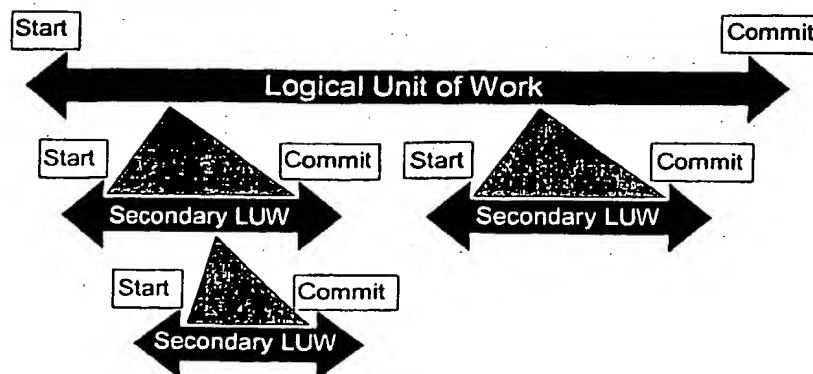 Start
Commit
Logical Unit of Work
Start
Commit
Start
Commit
Secondary LUW
Secondary LUW
Start
Commit
Secondary LUW